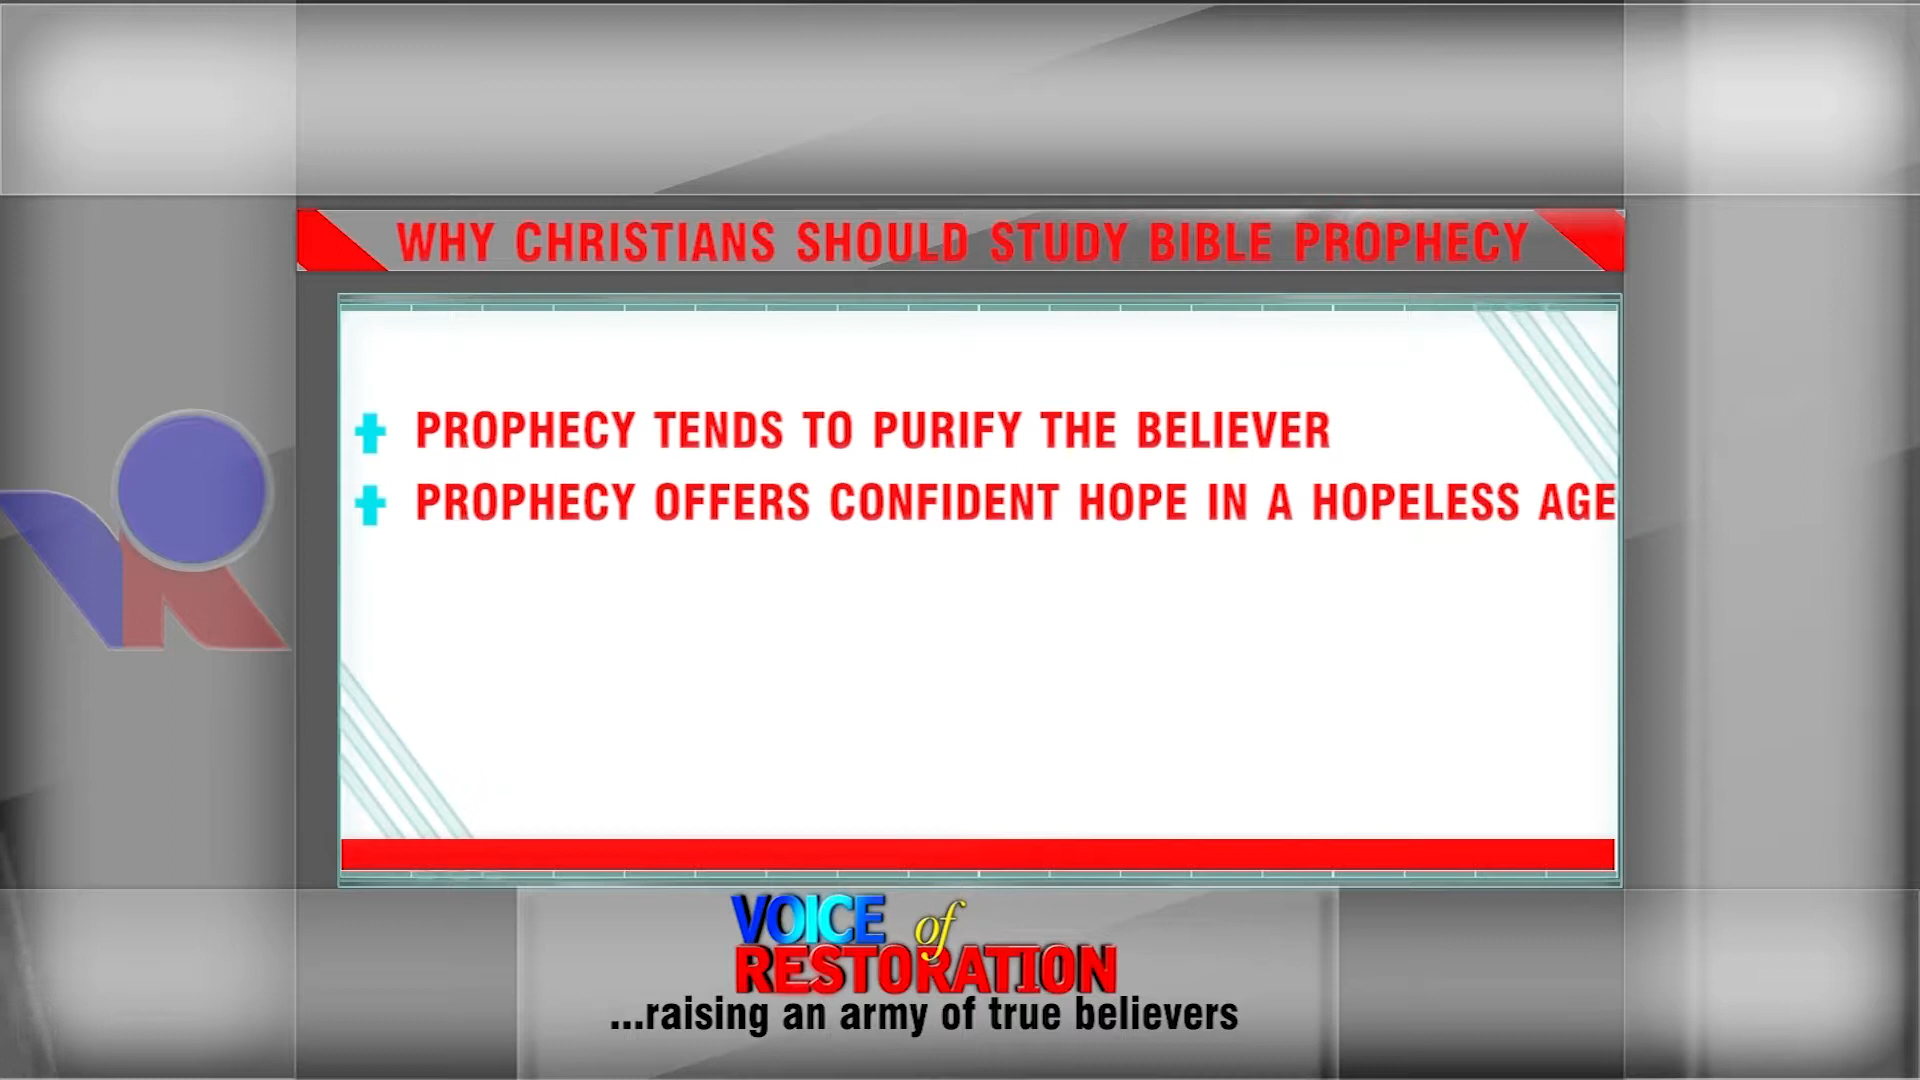 WHY CHRISTIANS SHOULD STUDY BIBLE PROPHECY
PROPHECY TENDS TO PURIFY THE BELIEVER
PROPHECY OFFERS CONFIDENT HOPE IN A HOPELESS AGE
VOICE of
RESTORATION
...raising an army of true believers